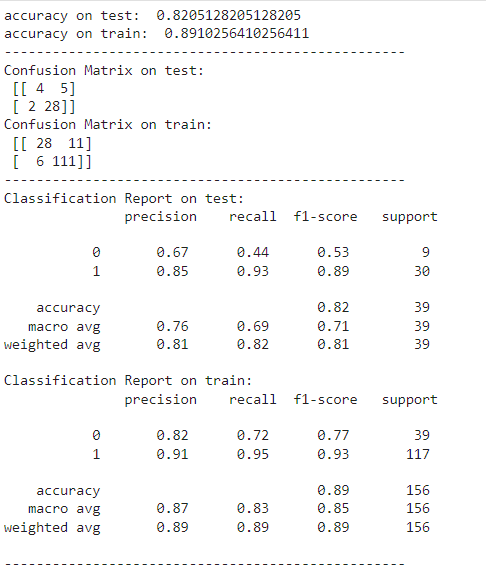 accuracy on test:  0.8205128205128205
accuracy on train:  0.8910256410256411
--------------------------------------------------
Confusion Matrix on test:
 [[ 4  5]
 [ 2 28]]
Confusion Matrix on train:
 [[ 28  11]
 [  6 111]]
--------------------------------------------------
Classification Report on test:
               precision    recall  f1-score   support

           0       0.67      0.44      0.53         9
           1       0.85      0.93      0.89        30

    accuracy                           0.82        39
   macro avg       0.76      0.69      0.71        39
weighted avg       0.81      0.82      0.81        39

Classification Report on train:
               precision    recall  f1-score   support

           0       0.82      0.72      0.77        39
           1       0.91      0.95      0.93       117

    accuracy                           0.89       156
   macro avg       0.87      0.83      0.85       156
weighted avg       0.89      0.89      0.89       156

--------------------------------------------------